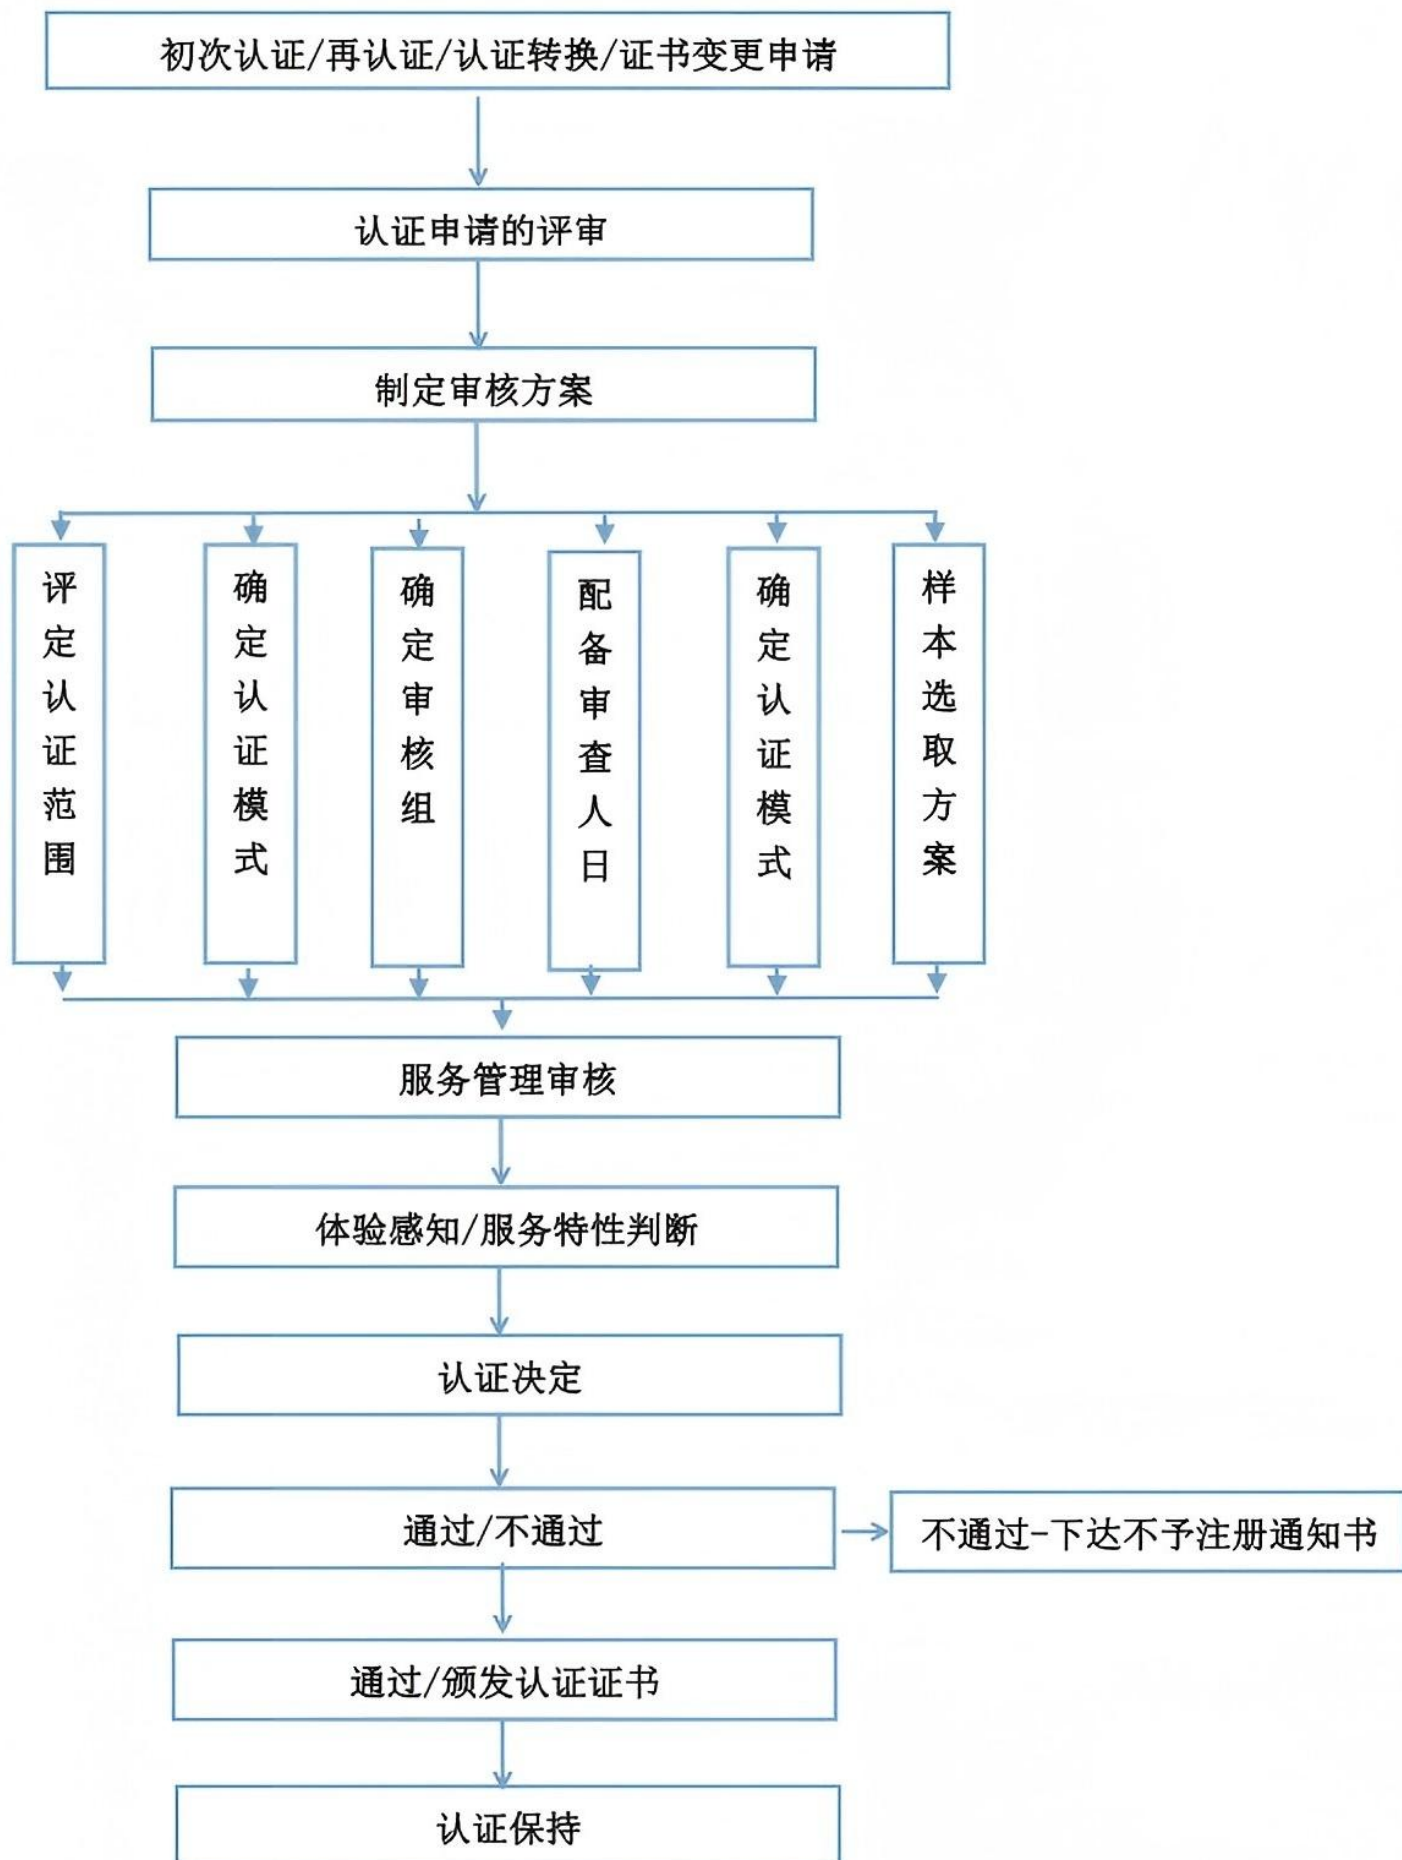 初次认证/再认证/认证转换/证书变更申请
认证申请的评审
制定审核方案
评定认证范围
确定认证模式
确定审核组
配备审查人日
确定认证模式
样本选取方案
服务管理审核
体验感知/服务特性判断
认证决定
通过/不通过
不通过-下达不予注册通知书
通过/颁发认证证书
认证保持